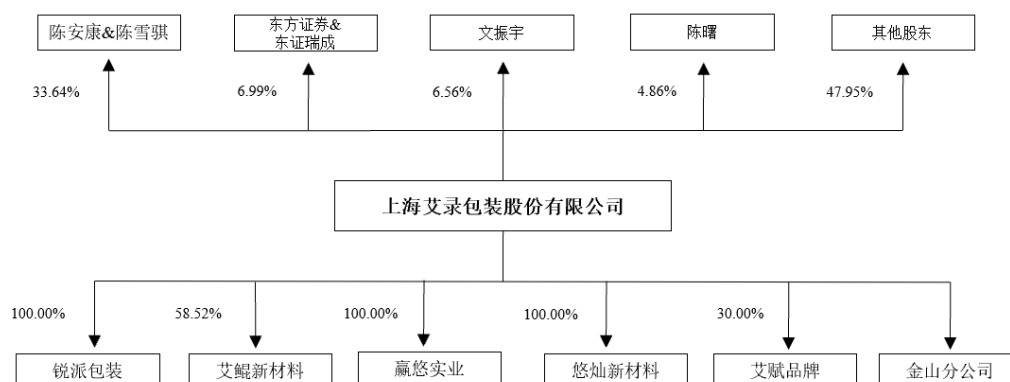 陈安康&陈雪骐
东方证券&
东证瑞成
文振宇
陈曙
其他股东
33.64%
6.99%
6.56%
4.86%
47.95%
上海艾录包装股份有限公司
100.00%
58.52%
100.00%
100.00%
30.00%
锐派包装
艾鲲新材料
赢悠实业
悠灿新材料
艾赋品牌
金山分公司